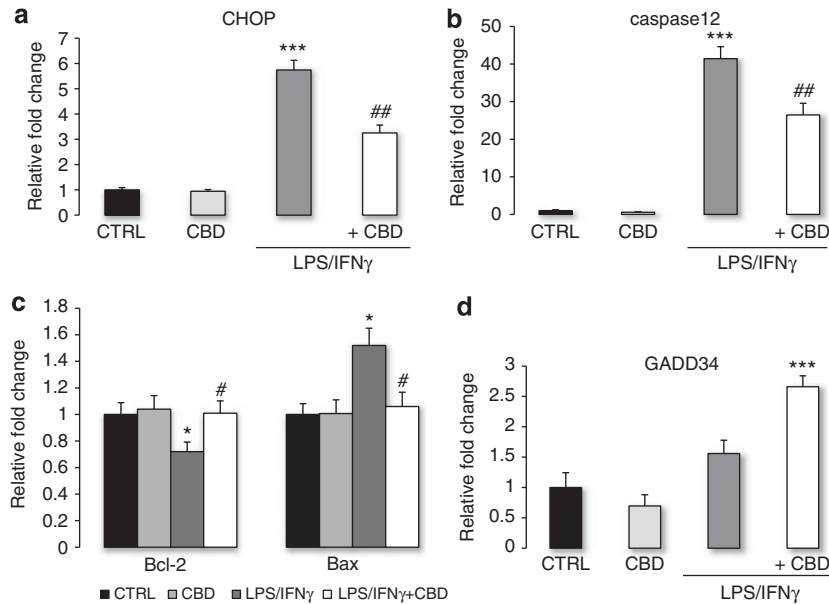 a
CHOP
Relative fold change
7
6
5
4
3
2
1
0
***
##
CTRL
CBD
+ CBD
LPS/IFNγ
b
caspase12
Relative fold change
50
40
30
20
10
0
***
##
CTRL
CBD
+ CBD
LPS/IFNγ
c
Relative fold change
1.8
1.6
1.4
1.2
1
0.8
0.6
0.4
0.2
0
*
#
*
#
Bcl-2
Bax
CTRL CBD LPS/IFNγ LPS/IFNγ+CBD
d
GADD34
Relative fold change
3
2.5
2
1.5
1
0.5
0
***
CTRL
CBD
+ CBD
LPS/IFNγ